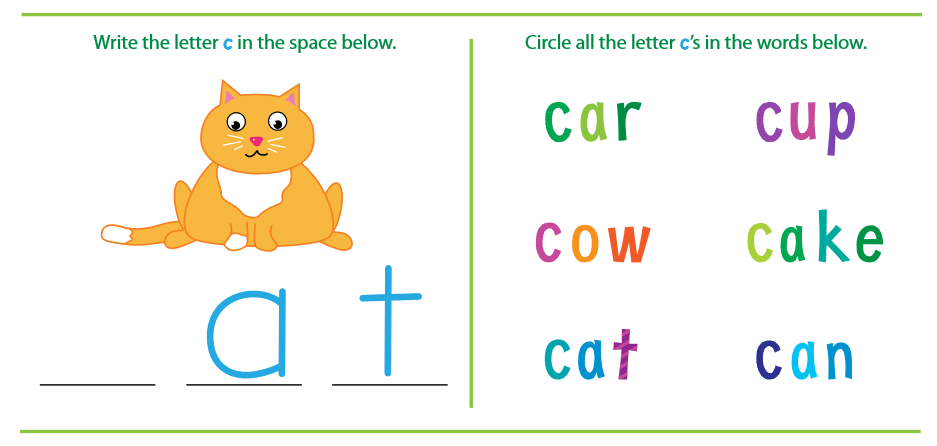 Write the letter c in the space below.
a t
Circle all the letter c's in the words below.
car cup
cow cake
cat can